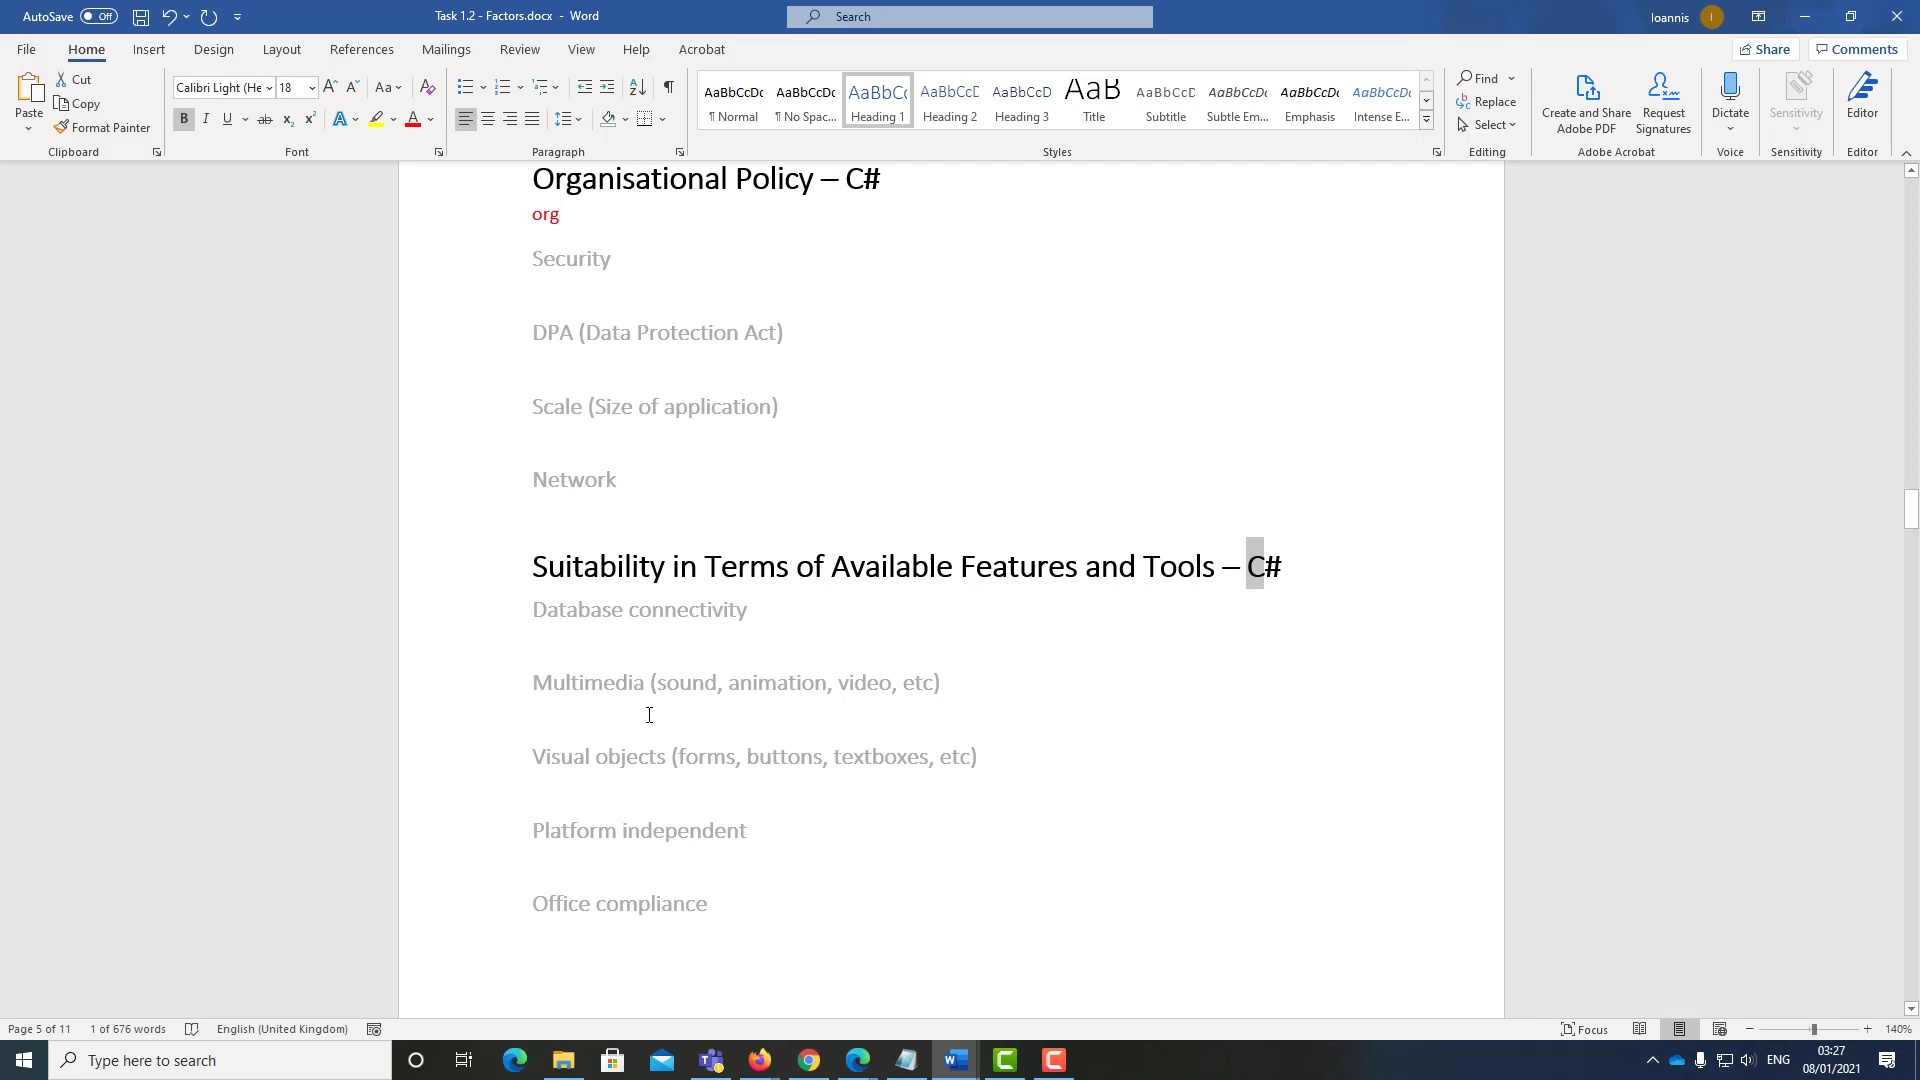 AutoSave Off Task 1.2 - Factors.docx - Word Search Ioannis I
File Home Insert Design Layout References Mailings Review View Help Acrobat Share Comments
Paste Cut Copy Format Painter Clipboard
Calibri Light (He 18 Aa Font
B I U ab x2 x2 A A
Paragraph
AaBbCcDc AaBbCcDc AaBbC( AaBbCcD AaBbCcD AaB AaBbCcD AaBbCcDc AaBbCcDc AaBbCcDc
¶ Normal ¶ No Spac... Heading 1 Heading 2 Heading 3 Title Subtitle Subtle Em... Emphasis Intense E...
Styles
Find Replace Select Editing
Create and Share Adobe PDF Request Signatures Adobe Acrobat
Dictate Voice
Sensitivity Sensitivity
Editor Editor
Organisational Policy – C#
org
Security
DPA (Data Protection Act)
Scale (Size of application)
Network
Suitability in Terms of Available Features and Tools – C#
Database connectivity
Multimedia (sound, animation, video, etc)
Visual objects (forms, buttons, textboxes, etc)
Platform independent
Office compliance
Page 5 of 11 1 of 676 words English (United Kingdom) Focus 140%
Type here to search ENG 03:27
08/01/2021